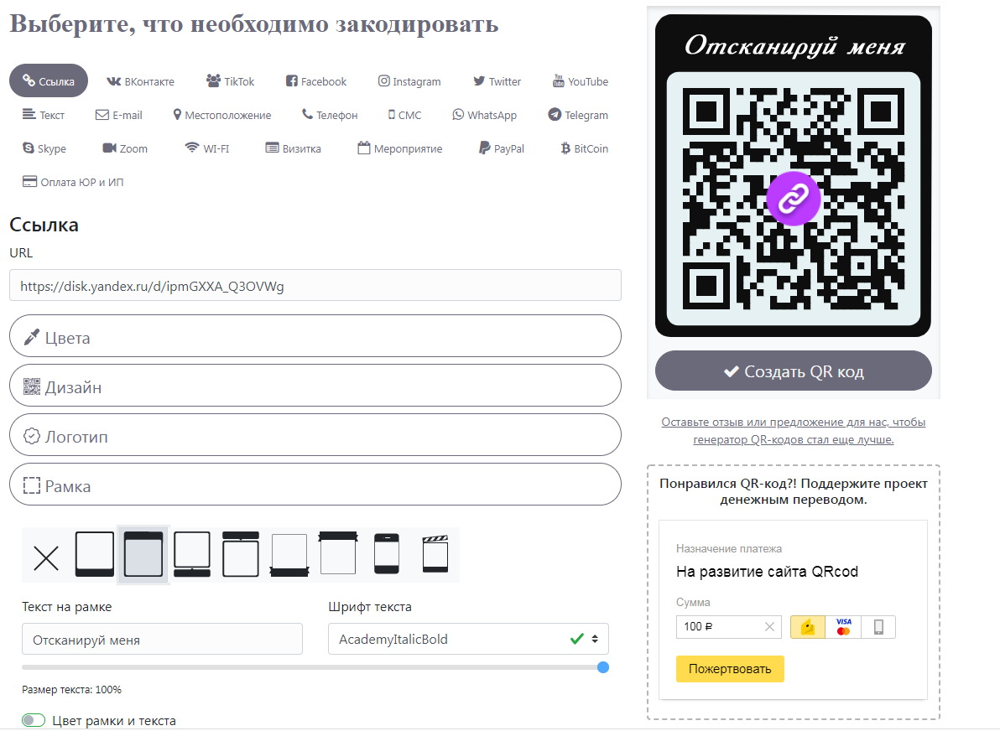 Выберите, что необходимо закодировать
Ссылка
ВКонтакте
TikTok
Facebook
Instagram
Twitter
YouTube
Текст
E-mail
Местоположение
Телефон
СМС
WhatsApp
Telegram
Skype
Zoom
WI-FI
Визитка
Мероприятие
PayPal
BitCoin
Оплата ЮР и ИП
Ссылка
URL
https://disk.yandex.ru/d/ipmGXXA_Q3OVWg
Цвета
Дизайн
Логотип
Рамка
Текст на рамке
Отсканируй меня
Шрифт текста
AcademyItalicBold
Размер текста: 100%
Цвет рамки и текста
Отсканируй меня
Создать QR код
Оставьте отзыв или предложение для нас, чтобы
генератор QR-кодов стал еще лучше.
Понравился QR-код?! Поддержите проект
денежным переводом.
Назначение платежа
На развитие сайта QRcod
Сумма
100 ₽
VISA
Пожертвовать